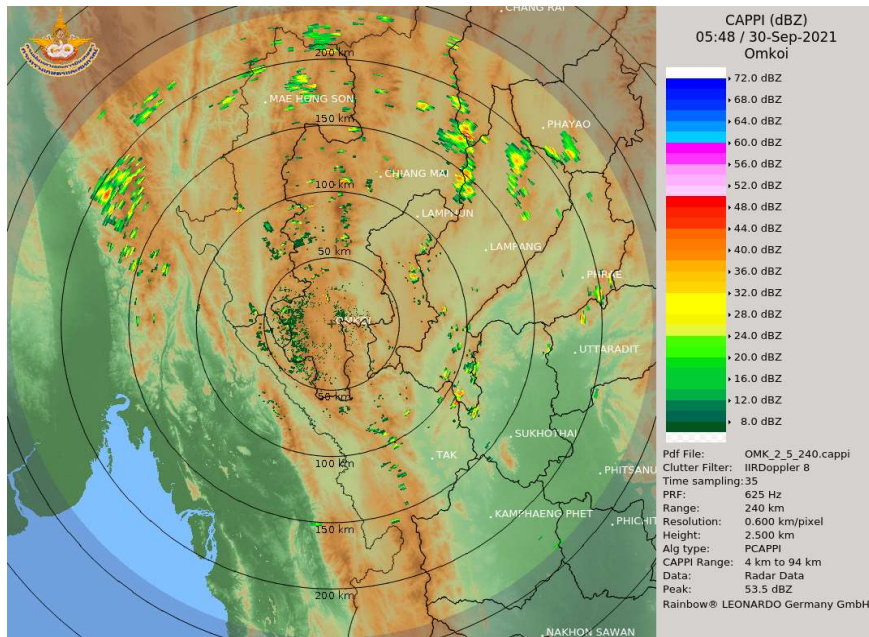 CHANG RAI
200 km
MAE HUNG SON
150 km
PHAYAO
CHIANG MAI
100 km
LAMPHUN
LAMPANG
50 km
PHRAE
OMKOI
UTTARADIT
50 km
SUKHOTHAI
TAK
100 km
PHITSANU
KAMPHAENG PHET
PHICHIT
150 km
200 km
NAKHON SAWAN
CAPPI (dBZ)
05:48 / 30-Sep-2021
Omkoi
72.0 dBZ
68.0 dBZ
64.0 dBZ
60.0 dBZ
56.0 dBZ
52.0 dBZ
48.0 dBZ
44.0 dBZ
40.0 dBZ
36.0 dBZ
32.0 dBZ
28.0 dBZ
24.0 dBZ
20.0 dBZ
16.0 dBZ
12.0 dBZ
8.0 dBZ
Pdf File: OMK_2_5_240.cappi
Clutter Filter: IIRDoppler 8
Time sampling: 35
PRF: 625 Hz
Range: 240 km
Resolution: 0.600 km/pixel
Height: 2.500 km
Alg type: PCAPPI
CAPPI Range: 4 km to 94 km
Data: Radar Data
Peak: 53.5 dBZ
Rainbow® LEONARDO Germany GmbH